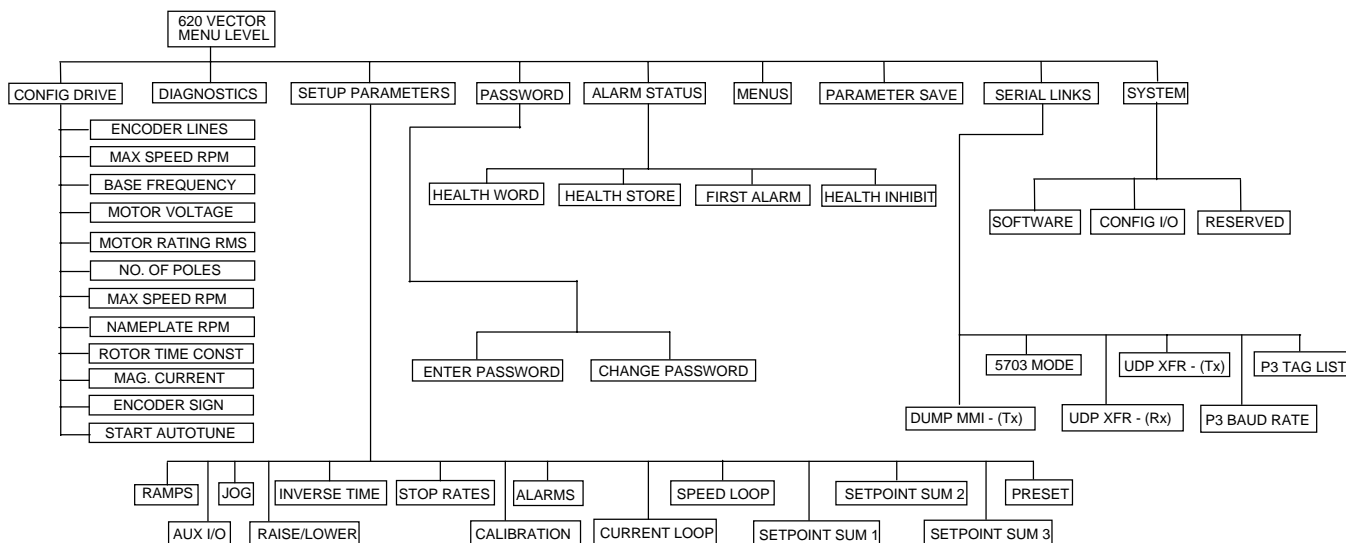 620 VECTOR
MENU LEVEL
CONFIG DRIVE
DIAGNOSTICS
SETUP PARAMETERS
PASSWORD
ALARM STATUS
MENUS
PARAMETER SAVE
SERIAL LINKS
SYSTEM
ENCODER LINES
MAX SPEED RPM
BASE FREQUENCY
MOTOR VOLTAGE
MOTOR RATING RMS
NO. OF POLES
MAX SPEED RPM
NAMEPLATE RPM
ROTOR TIME CONST
MAG. CURRENT
ENCODER SIGN
START AUTOTUNE
HEALTH WORD
HEALTH STORE
FIRST ALARM
HEALTH INHIBIT
SOFTWARE
CONFIG I/O
RESERVED
ENTER PASSWORD
CHANGE PASSWORD
5703 MODE
UDP XFR - (Tx)
P3 TAG LIST
DUMP MMI - (Tx)
UDP XFR - (Rx)
P3 BAUD RATE
RAMPS
JOG
INVERSE TIME
STOP RATES
ALARMS
SPEED LOOP
SETPOINT SUM 2
PRESET
AUX I/O
RAISE/LOWER
CALIBRATION
CURRENT LOOP
SETPOINT SUM 1
SETPOINT SUM 3